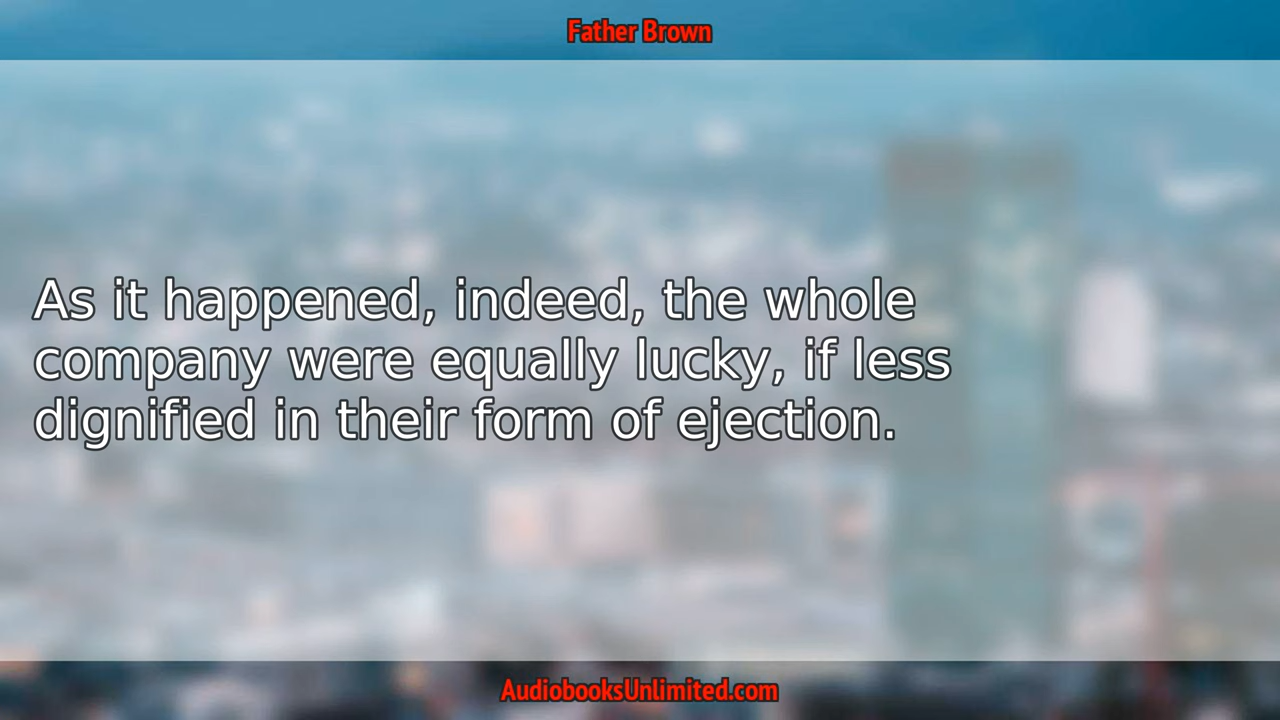 Father Brown
As it happened, indeed, the whole
company were equally lucky, if less
dignified in their form of ejection.
AudiobooksUnlimited.com